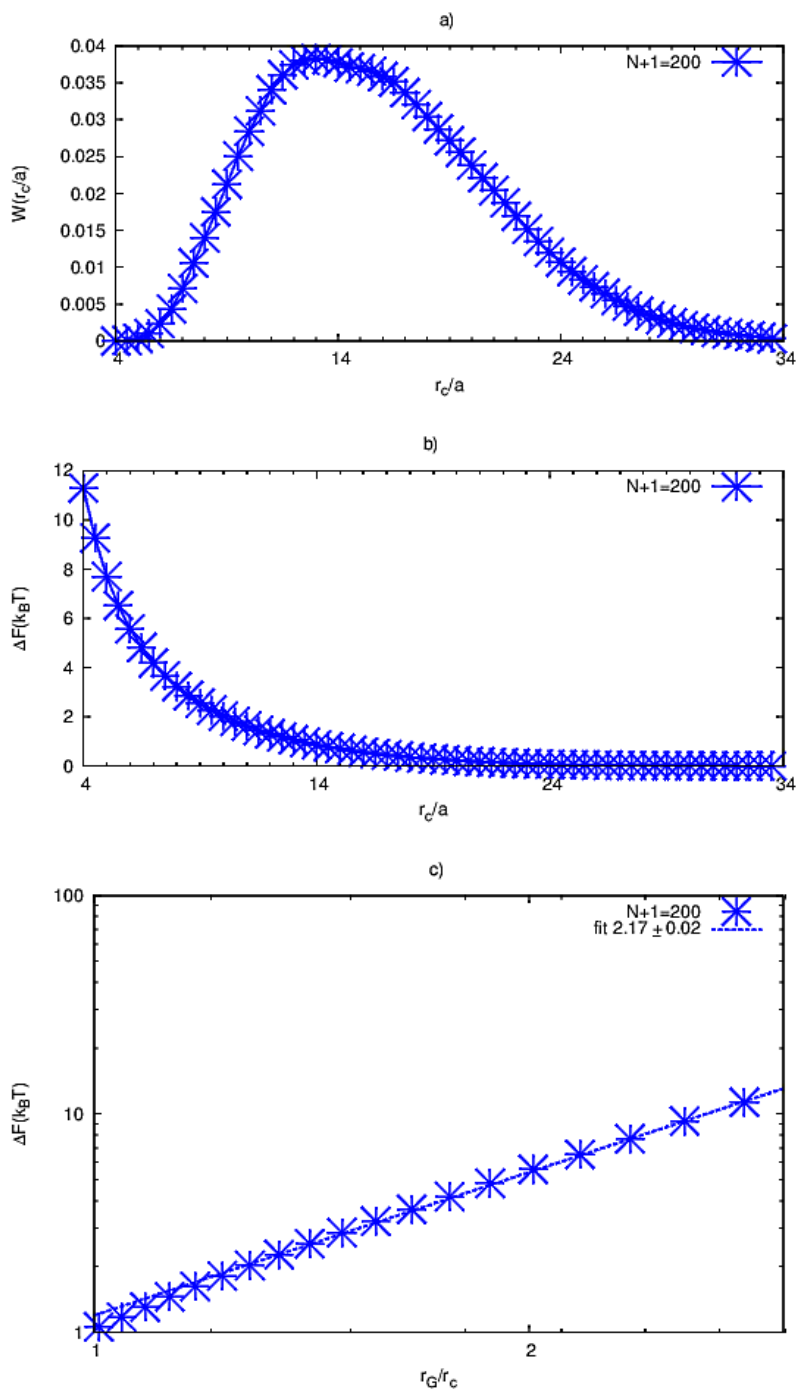 a)
0.04
0.035
0.03
0.025
0.02
0.015
0.01
0.005
0
W(r_c/a)
N+1=200
4 14 24 34
r_c/a
b)
12
10
8
6
4
2
0
ΔF(k_BT)
N+1=200
4 14 24 34
r_c/a
c)
100
10
1
ΔF(k_BT)
N+1=200
fit 2.17 ± 0.02
1 2
r_G/r_c